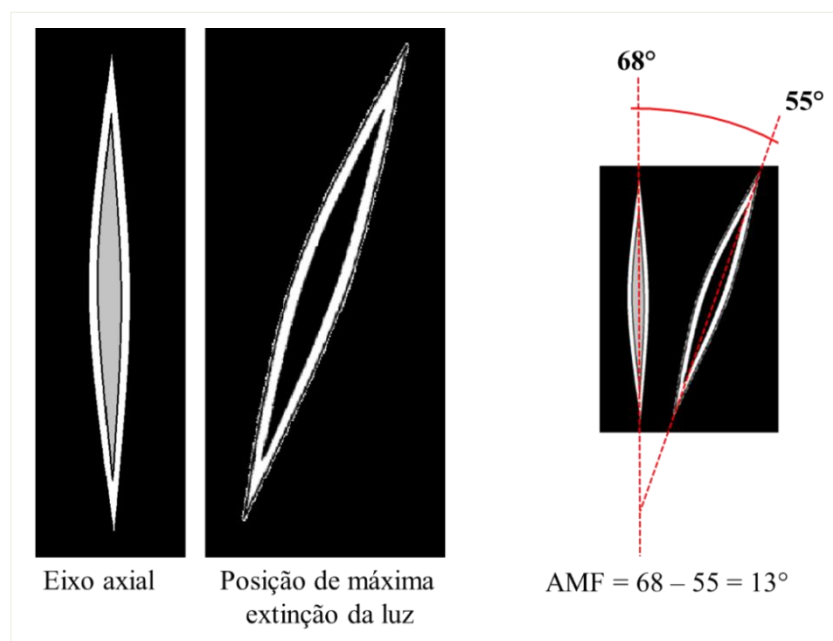 68°
55°
Eixo axial
Posição de máxima
extinção da luz
AMF = 68 – 55 = 13°